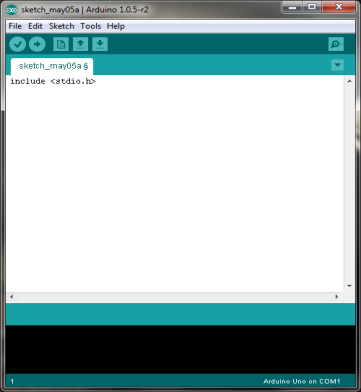 sketch_may05a | Arduino 1.0.5-r2
File Edit Sketch Tools Help
sketch_may05a §
include <stdio.h>
1 Arduino Uno on COM1